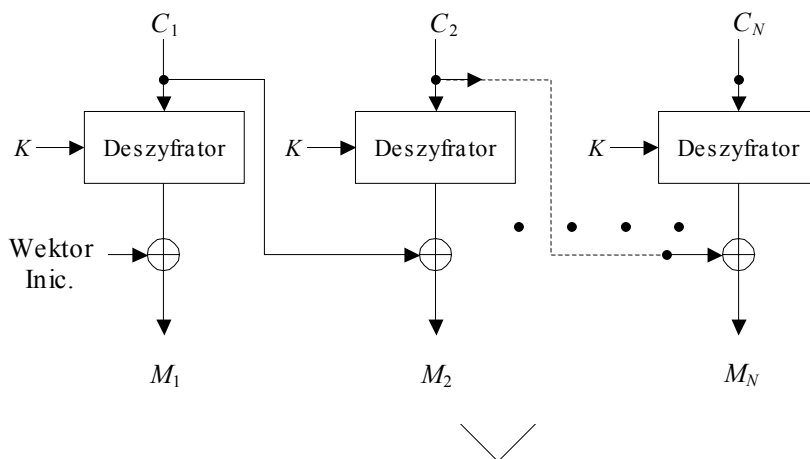 C1 C2 CN
K Deszyfrator K Deszyfrator K Deszyfrator
Wektor
Inic.
M1 M2 MN